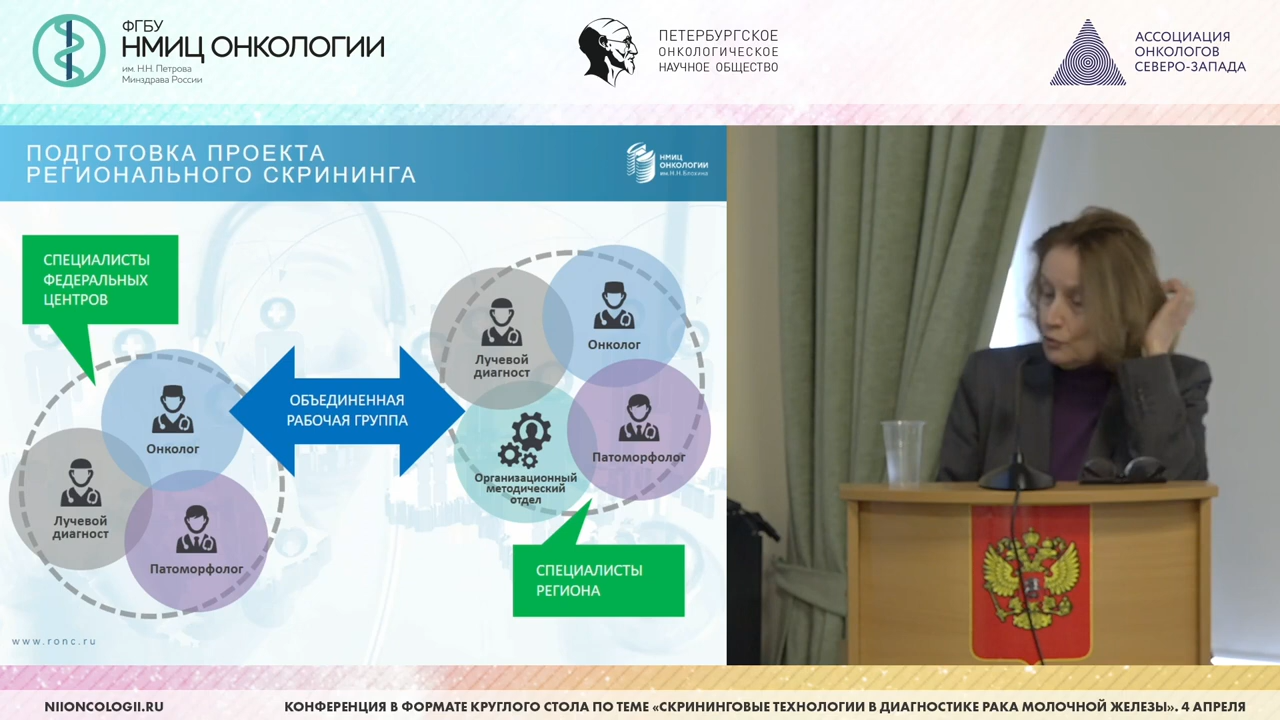 ФГБУ
НМИЦ ОНКОЛОГИИ
им. Н.Н. Петрова
Минздрава России
ПЕТЕРБУРГСКОЕ
ОНКОЛОГИЧЕСКОЕ
НАУЧНОЕ ОБЩЕСТВО
АССОЦИАЦИЯ
ОНКОЛОГОВ
СЕВЕРО-ЗАПАДА
ПОДГОТОВКА ПРОЕКТА
РЕГИОНАЛЬНОГО СКРИНИНГА
НМИЦ
ОНКОЛОГИИ
им. Н.Н. Блохина
СПЕЦИАЛИСТЫ
ФЕДЕРАЛЬНЫХ
ЦЕНТРОВ
Онколог
Лучевой
диагност
Патоморфолог
ОБЪЕДИНЕННАЯ
РАБОЧАЯ ГРУППА
Лучевой
диагност
Онколог
Патоморфолог
Организационный
методический
отдел
СПЕЦИАЛИСТЫ
РЕГИОНА
www.ronc.ru
NIIONCOLOGII.RU
КОНФЕРЕНЦИЯ В ФОРМАТЕ КРУГЛОГО СТОЛА ПО ТЕМЕ «СКРИНИНГОВЫЕ ТЕХНОЛОГИИ В ДИАГНОСТИКЕ РАКА МОЛОЧНОЙ ЖЕЛЕЗЫ». 4 АПРЕЛЯ